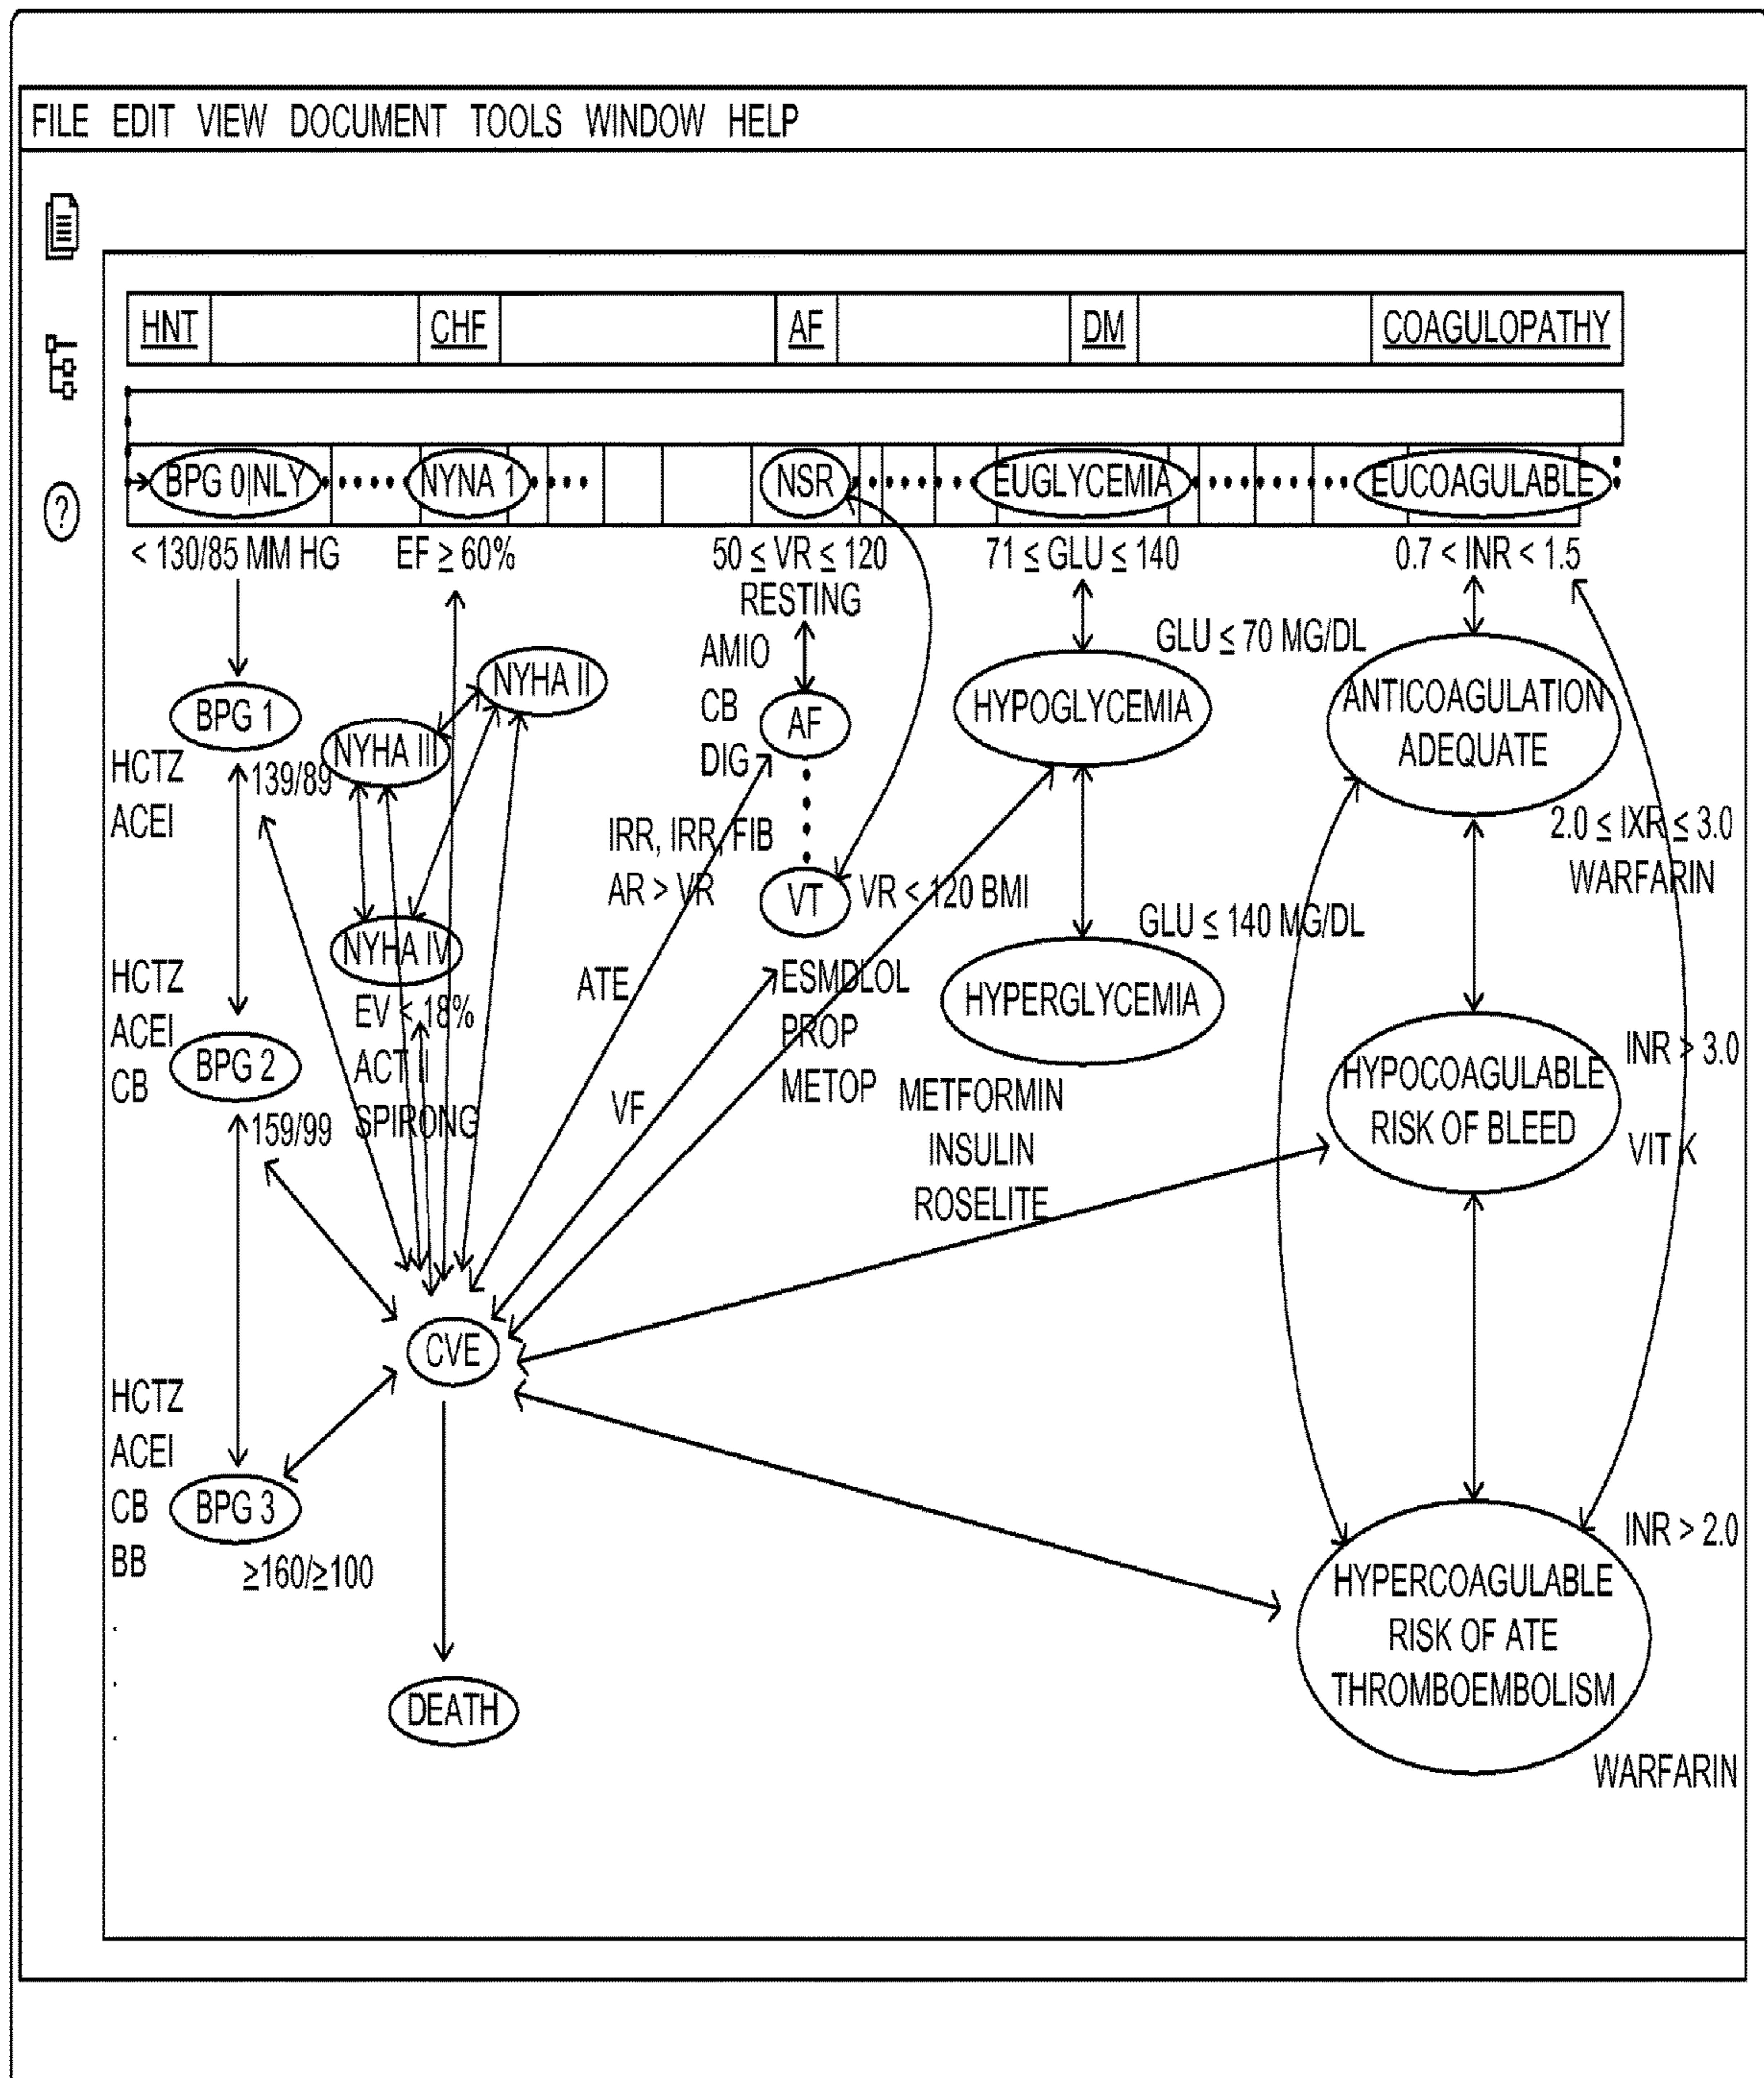 FILE EDIT VIEW DOCUMENT TOOLS WINDOW HELP
?
HNT CHF AF DM COAGULOPATHY
BPG 0|NLY NYNA 1 NSR EUGLYCEMIA EUCOAGULABLE
< 130/85 MM HG EF ≥ 60% 50 ≤ VR ≤ 120 71 ≤ GLU ≤ 140 0.7 < INR < 1.5
RESTING
AMIO
CB
DIG
GLU ≤ 70 MG/DL
NYHA II
BPG 1
NYHA III
AF
HYPOGLYCEMIA
ANTICOAGULATION
ADEQUATE
HCTZ
ACEI
139/89
IRR, IRR, FIB
AR > VR
2.0 ≤ IXR ≤ 3.0
WARFARIN
VT
VR < 120 BMI
GLU ≤ 140 MG/DL
NYHA IV
EV < 18%
ACT II
SPIRONG
HCTZ
ACEI
CB
BPG 2
159/99
ATE
VF
ESMDLOL
PROP
METOP
HYPERGLYCEMIA
METFORMIN
INSULIN
ROSELITE
HYPOCOAGULABLE
RISK OF BLEED
INR > 3.0
VIT K
CVE
HCTZ
ACEI
CB
BB
BPG 3
≥160/≥100
INR > 2.0
HYPERCOAGULABLE
RISK OF ATE
THROMBOEMBOLISM
DEATH
WARFARIN